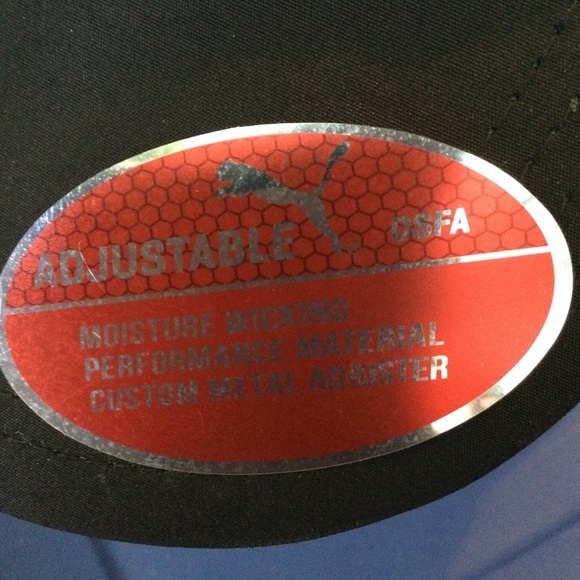 ADJUSTABLE OSFA
MOISTURE WICKING
PERFORMANCE MATERIAL
CUSTOM METAL ADJUSTER